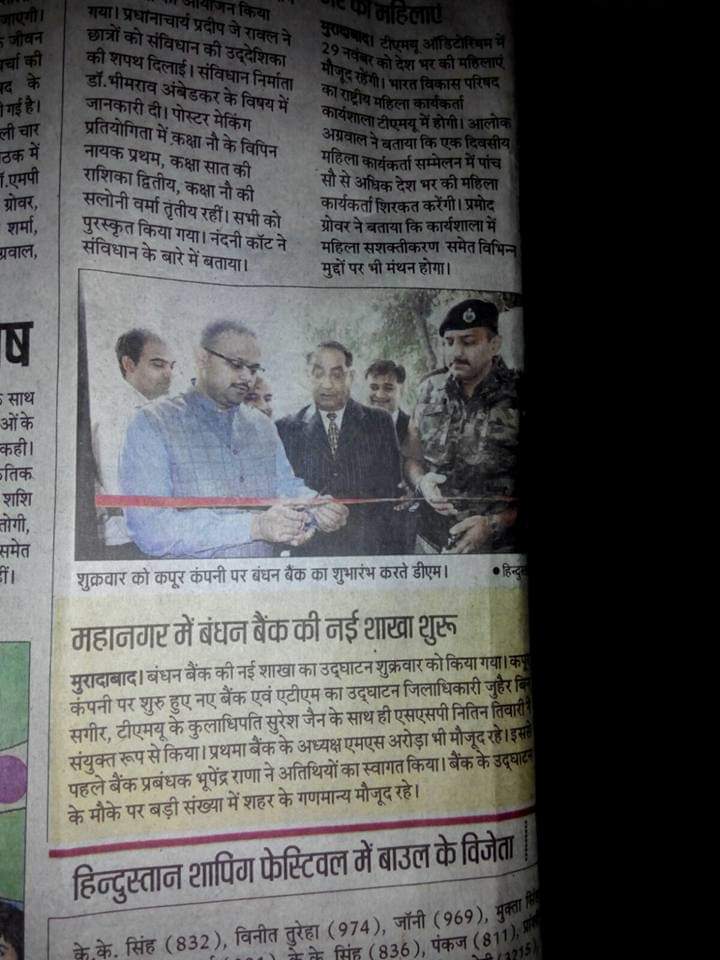 जाएगी।
जीवन
चर्चा की
के
गई है।
ली चार
ठक में
ग्रोवर,
शर्मा,
ग्रवाल,
ष
साथ
ओं के
कही।
शशि
समेत
आयोजन किया
गया। प्रधानाचार्य प्रदीप जे रावल ने
छात्रों को संविधान की उद्देशिका
की शपथ दिलाई। संविधान निर्माता
डॉ.भीमराव अंबेडकर के विषय में
जानकारी दी। पोस्टर मेकिंग
प्रतियोगिता में कक्षा नौ के विपिन
नायक प्रथम, कक्षा सात की
राशिका द्वितीय, कक्षा नौ की
सलोनी वर्मा तृतीय रहीं। सभी को
पुरस्कृत किया गया। नंदनी कॉट ने
संविधान के बारे में बताया।
की महिलाएं
मुरादाबाद। टीएमयू ऑडिटोरियम में
29 नवंबर को देश भर की महिलाएं
मौजूद रहेंगी। भारत विकास परिषद
का राष्ट्रीय महिला कार्यकर्ता
कार्यशाला टीएमयू में होगी। आलोक
अग्रवाल ने बताया कि एक दिवसीय
महिला कार्यकर्ता सम्मेलन में पांच
सौ से अधिक देश भर की महिला
कार्यकर्ता शिरकत करेंगी। प्रमोद
ग्रोवर ने बताया कि कार्यशाला में
महिला सशक्तीकरण समेत विभिन्न
मुद्दों पर भी मंथन होगा।
शुक्रवार को कपूर कंपनी पर बंधन बैंक का शुभारंभ करते डीएम। • हिन्दुस्
महानगर में बंधन बैंक की नई शाखा शुरू
मुरादाबाद। बंधन बैंक की नई शाखा का उद्घाटन शुक्रवार को किया गया। कपूर
कंपनी पर शुरु हुए नए बैंक एवं एटीएम का उद्घाटन जिलाधिकारी जुहैर बिन
सगीर, टीएमयू के कुलाधिपति सुरेश जैन के साथ ही एसएसपी नितिन तिवारी ने
संयुक्त रूप से किया। प्रथमा बैंक के अध्यक्ष एमएस अरोड़ा भी मौजूद रहे। इससे
पहले बैंक प्रबंधक भूपेंद्र राणा ने अतिथियों का स्वागत किया। बैंक के उद्घाटन
के मौके पर बड़ी संख्या में शहर के गणमान्य मौजूद रहे।
हिन्दुस्तान शापिंग फेस्टिवल में बाउल के विजेता
के.के. सिंह (832), विनीत तुरेहा (974), जॉनी (969), मुक्ता सिंह
के.के. सिंह (836), पंकज (811),